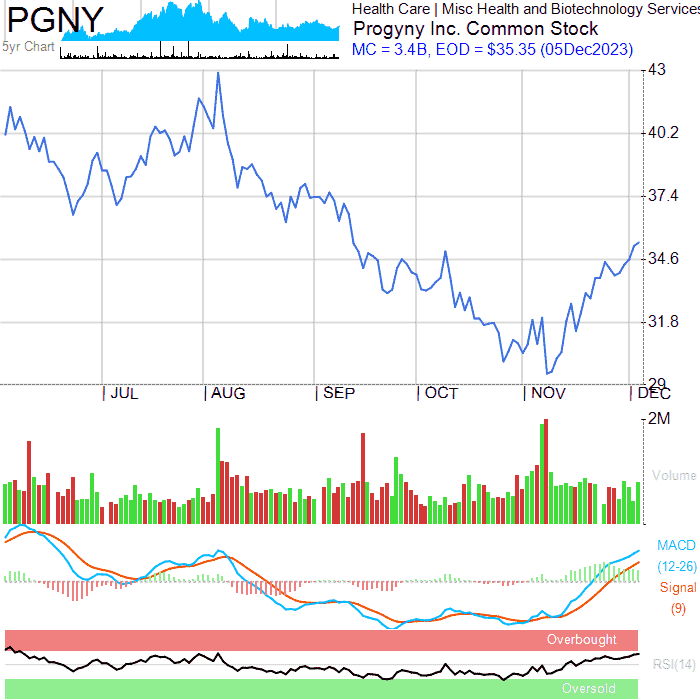 PGNY
5yr Chart
Health Care | Misc Health and Biotechnology Services
Progyny Inc. Common Stock
MC = 3.4B, EOD = $35.35 (05Dec2023)
43
40.2
37.4
34.6
31.8
29
JUL
AUG
SEP
OCT
NOV
DEC
2M
Volume
MACD
(12-26)
Signal
(9)
Overbought
RSI(14)
Oversold